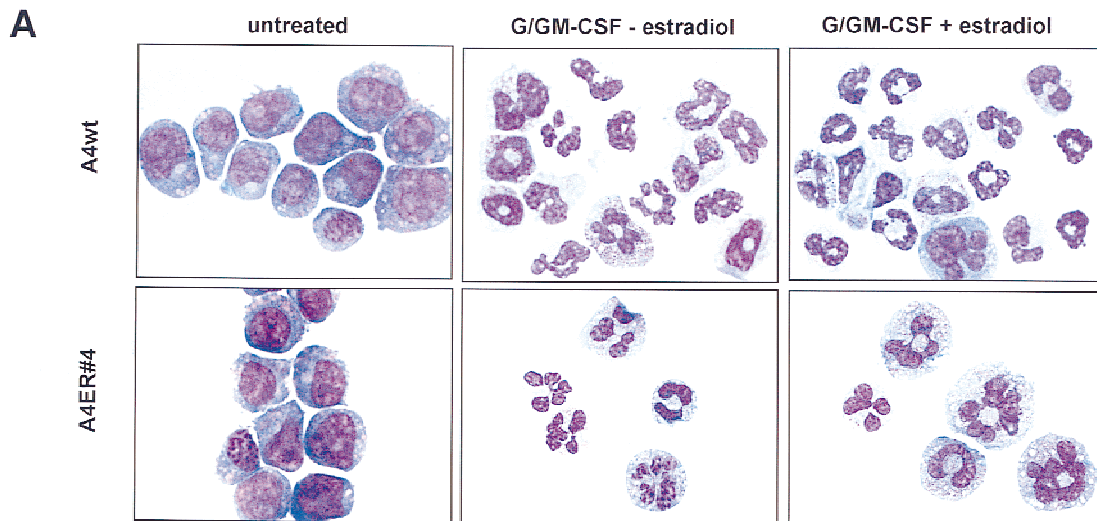 A
untreated
G/GM-CSF - estradiol
G/GM-CSF + estradiol
A4wt
A4ER#4